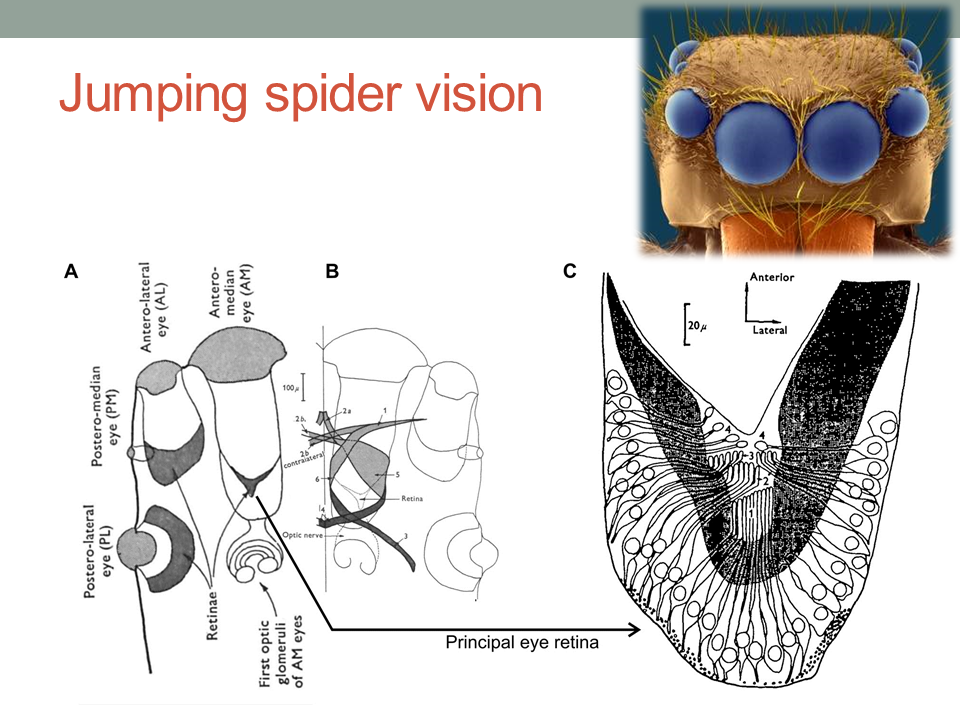 Jumping spider vision
A
Antero-lateral
eye (AL)
Antero-
median
eye (AM)
Postero-median
eye (PM)
Postero-lateral
eye (PL)
Retinae
First optic
glomeruli
of AM eyes
B
100μ
2a
1
2b.
2b
contralateral
5
6
Retina
4
Optic nerve
3
C
Anterior
Lateral
20μ
4
4
3
2
1
Principal eye retina